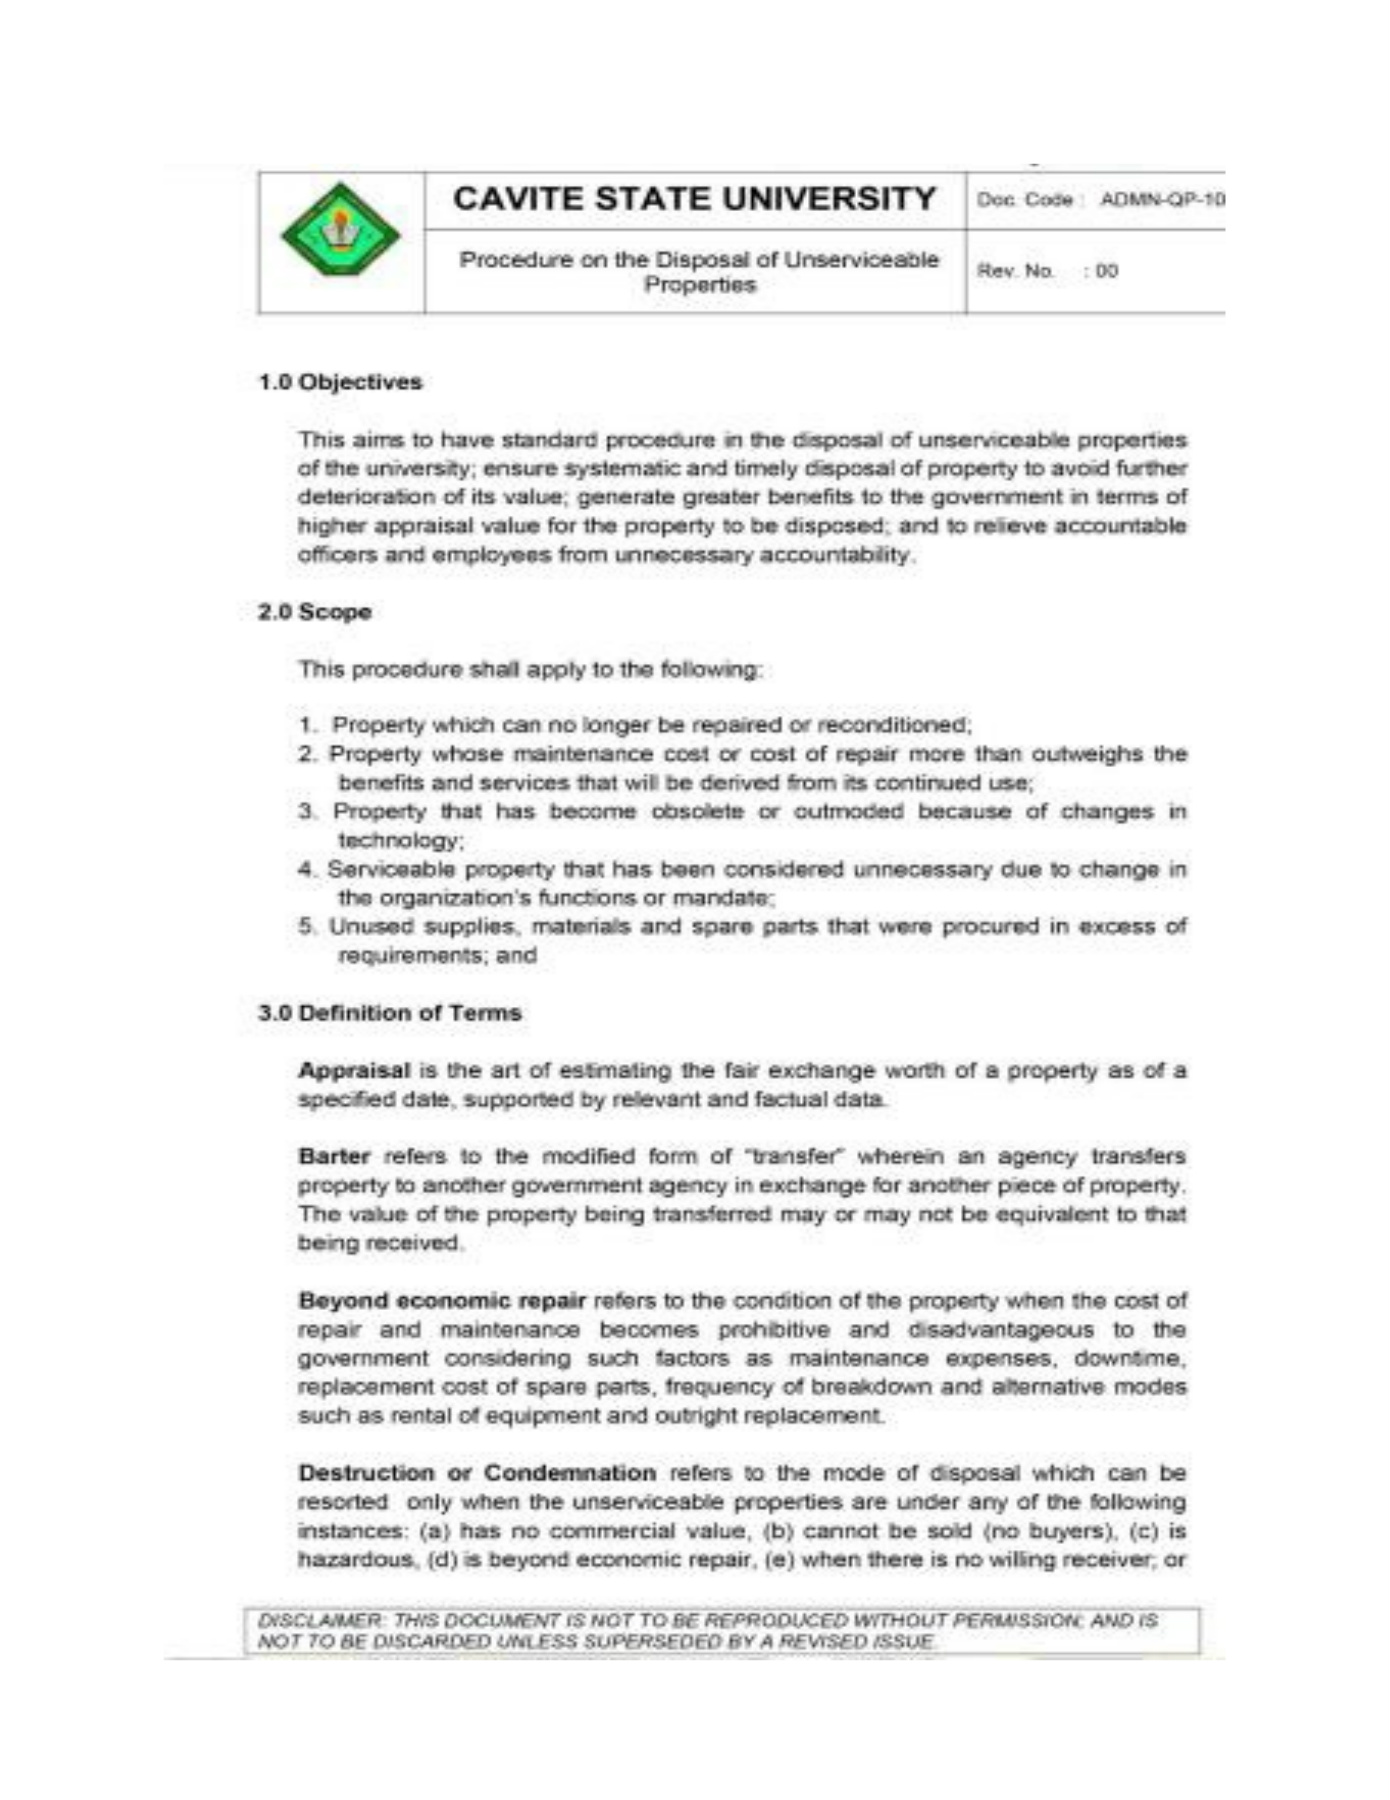 CAVITE STATE UNIVERSITY
Doc. Code : ADMN-QP-10
Procedure on the Disposal of Unserviceable
Properties
Rev. No. : 00
1.0 Objectives
This aims to have standard procedure in the disposal of unserviceable properties
of the university; ensure systematic and timely disposal of property to avoid further
deterioration of its value; generate greater benefits to the government in terms of
higher appraisal value for the property to be disposed; and to relieve accountable
officers and employees from unnecessary accountability.
2.0 Scope
This procedure shall apply to the following:
1. Property which can no longer be repaired or reconditioned;
2. Property whose maintenance cost or cost of repair more than outweighs the
benefits and services that will be derived from its continued use;
3. Property that has become obsolete or outmoded because of changes in
technology;
4. Serviceable property that has been considered unnecessary due to change in
the organization's functions or mandate;
5. Unused supplies, materials and spare parts that were procured in excess of
requirements; and
3.0 Definition of Terms
Appraisal is the art of estimating the fair exchange worth of a property as of a
specified date, supported by relevant and factual data.
Barter refers to the modified form of "transfer" wherein an agency transfers
property to another government agency in exchange for another piece of property.
The value of the property being transferred may or may not be equivalent to that
being received.
Beyond economic repair refers to the condition of the property when the cost of
repair and maintenance becomes prohibitive and disadvantageous to the
government considering such factors as maintenance expenses, downtime,
replacement cost of spare parts, frequency of breakdown and alternative modes
such as rental of equipment and outright replacement.
Destruction or Condemnation refers to the mode of disposal which can be
resorted only when the unserviceable properties are under any of the following
instances: (a) has no commercial value, (b) cannot be sold (no buyers), (c) is
hazardous, (d) is beyond economic repair, (e) when there is no willing receiver; or
DISCLAIMER: THIS DOCUMENT IS NOT TO BE REPRODUCED WITHOUT PERMISSION; AND IS
NOT TO BE DISCARDED UNLESS SUPERSEDED BY A REVISED ISSUE.